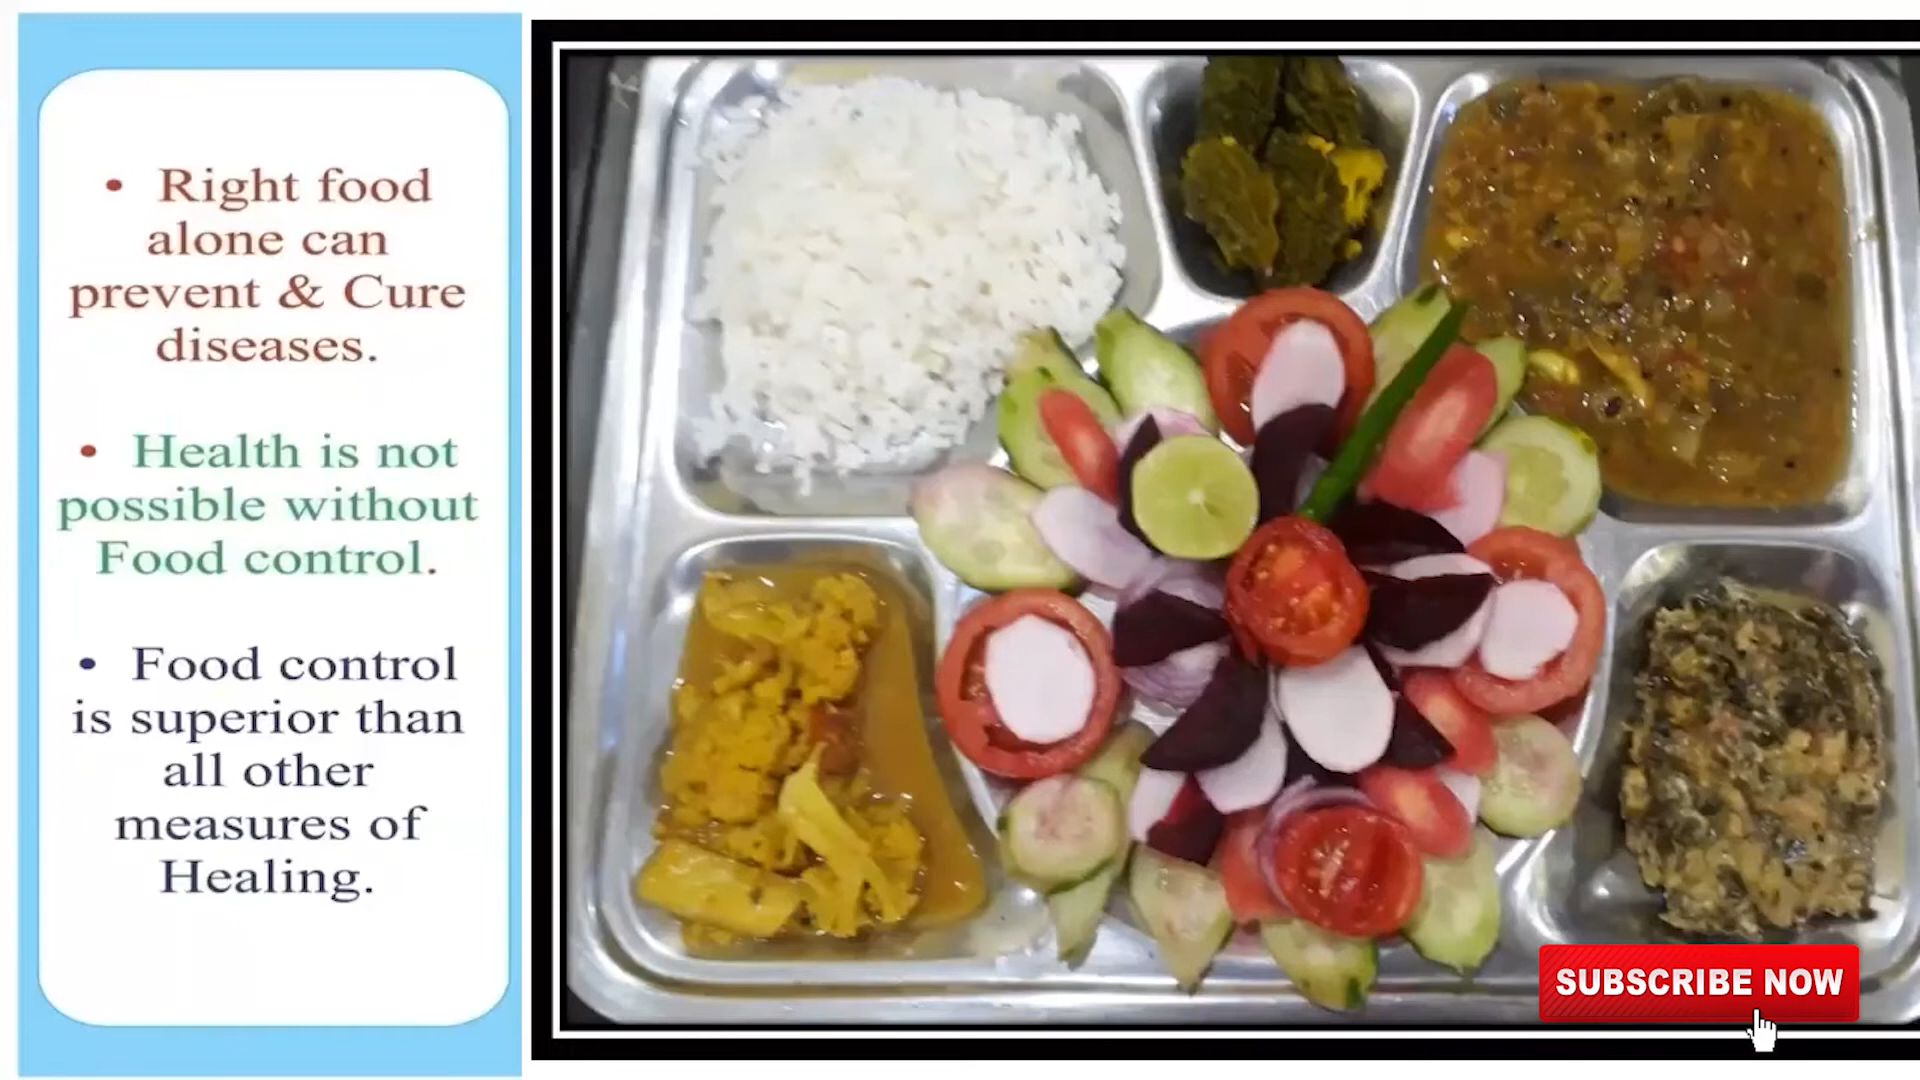 • Right food
alone can
prevent & Cure
diseases.
• Health is not
possible without
Food control.
• Food control
is superior than
all other
measures of
Healing.
SUBSCRIBE NOW